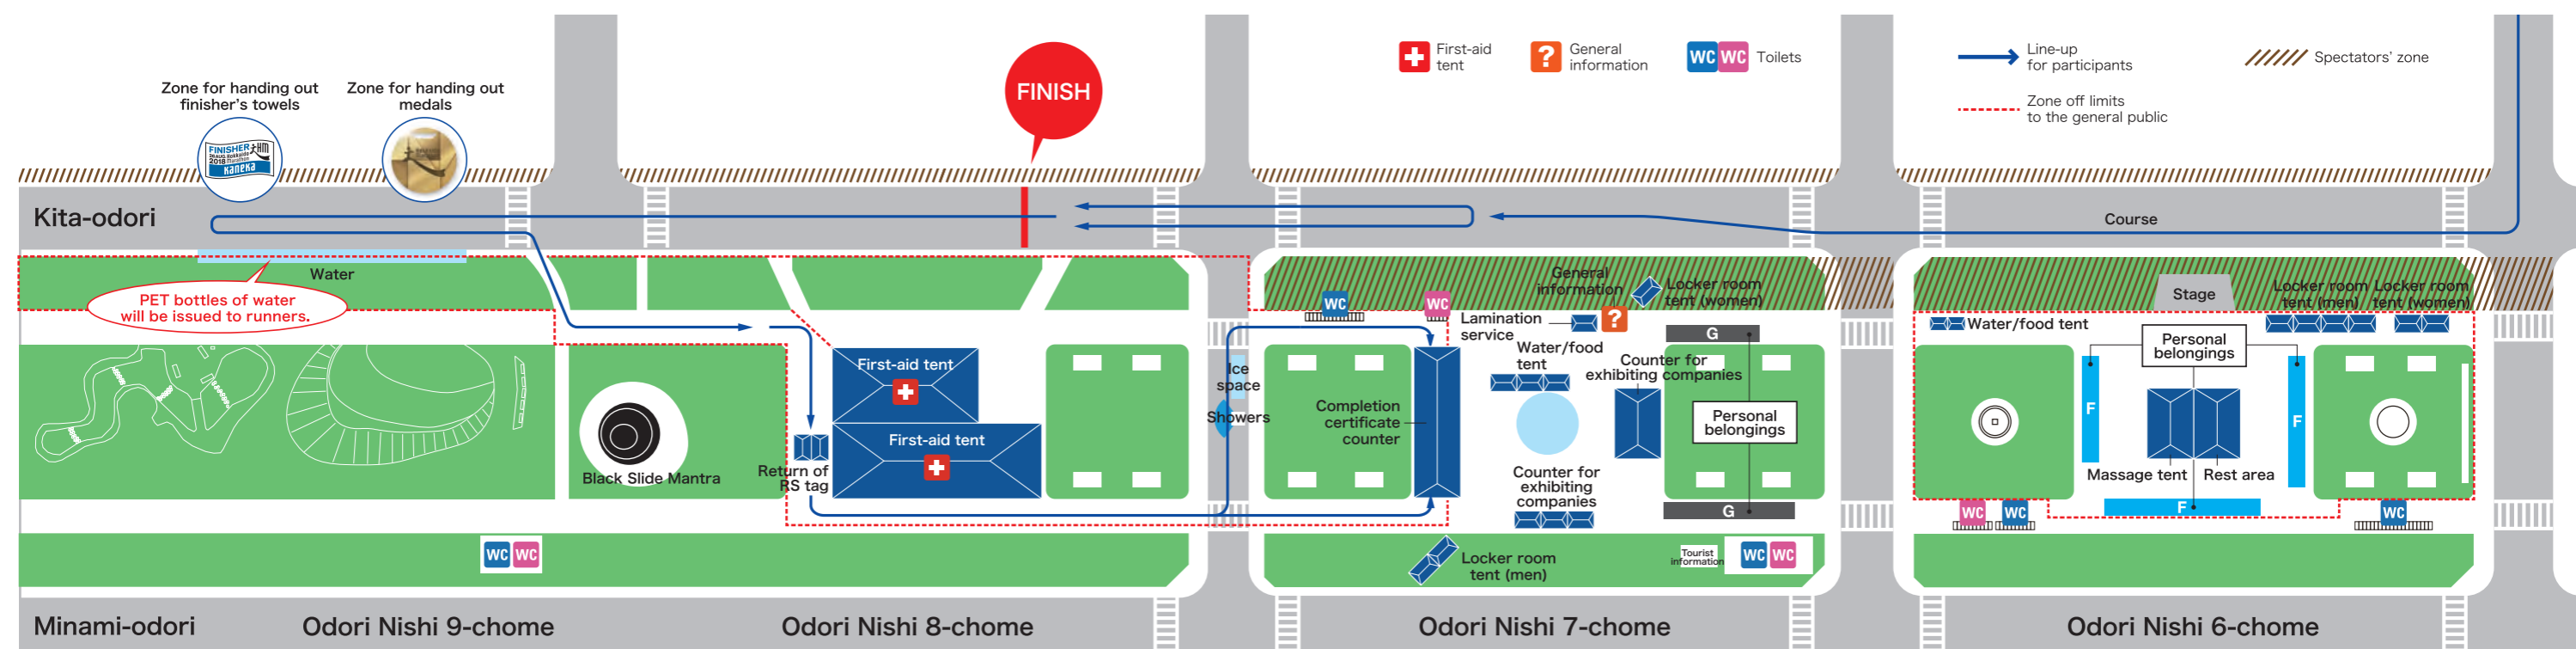 First-aid
tent
General
information
WC WC Toilets
Line-up
for participants
Spectators' zone
Zone off limits
to the general public
Zone for handing out
finisher's towels
Zone for handing out
medals
FINISH
FINISHER HM
2018
Kaneka
Kita-odori
Course
Water
PET bottles of water
will be issued to runners.
First-aid tent
First-aid tent
Black Slide Mantra
Return of
RS tag
WC WC
Ice
space
Showers
WC
WC
General
information
Locker room
tent (women)
Lamination
service
?
G
Water/food
tent
Counter for
exhibiting companies
Completion
certificate
counter
Personal
belongings
Counter for
exhibiting
companies
G
Locker room
tent (men)
Tourist
information
WC WC
Stage
Locker room
tent (men)
Locker room
tent (women)
Water/food tent
Personal
belongings
F
F
Massage tent
Rest area
F
WC WC
WC
Minami-odori
Odori Nishi 9-chome
Odori Nishi 8-chome
Odori Nishi 7-chome
Odori Nishi 6-chome